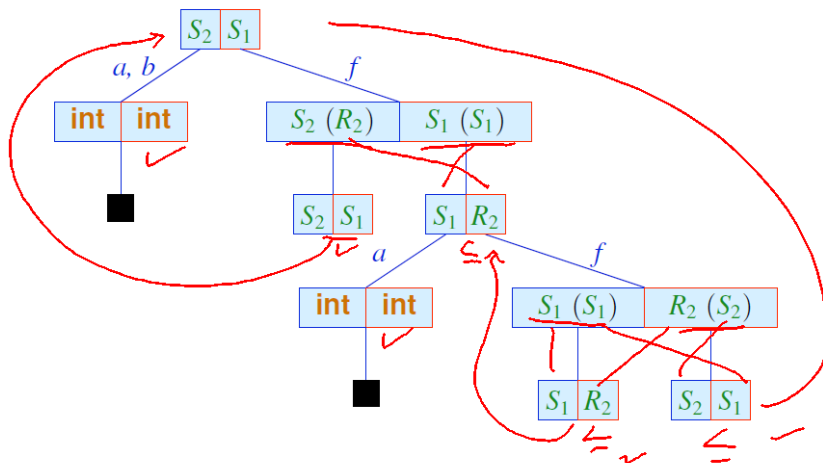 S₂ S₁
a, b
f
int int
S₂ (R₂) S₁ (S₁)
S₂ S₁
S₁ R₂
a
⊆
f
int int
S₁ (S₁) R₂ (S₂)
S₁ R₂
S₂ S₁
⊆ ⊆